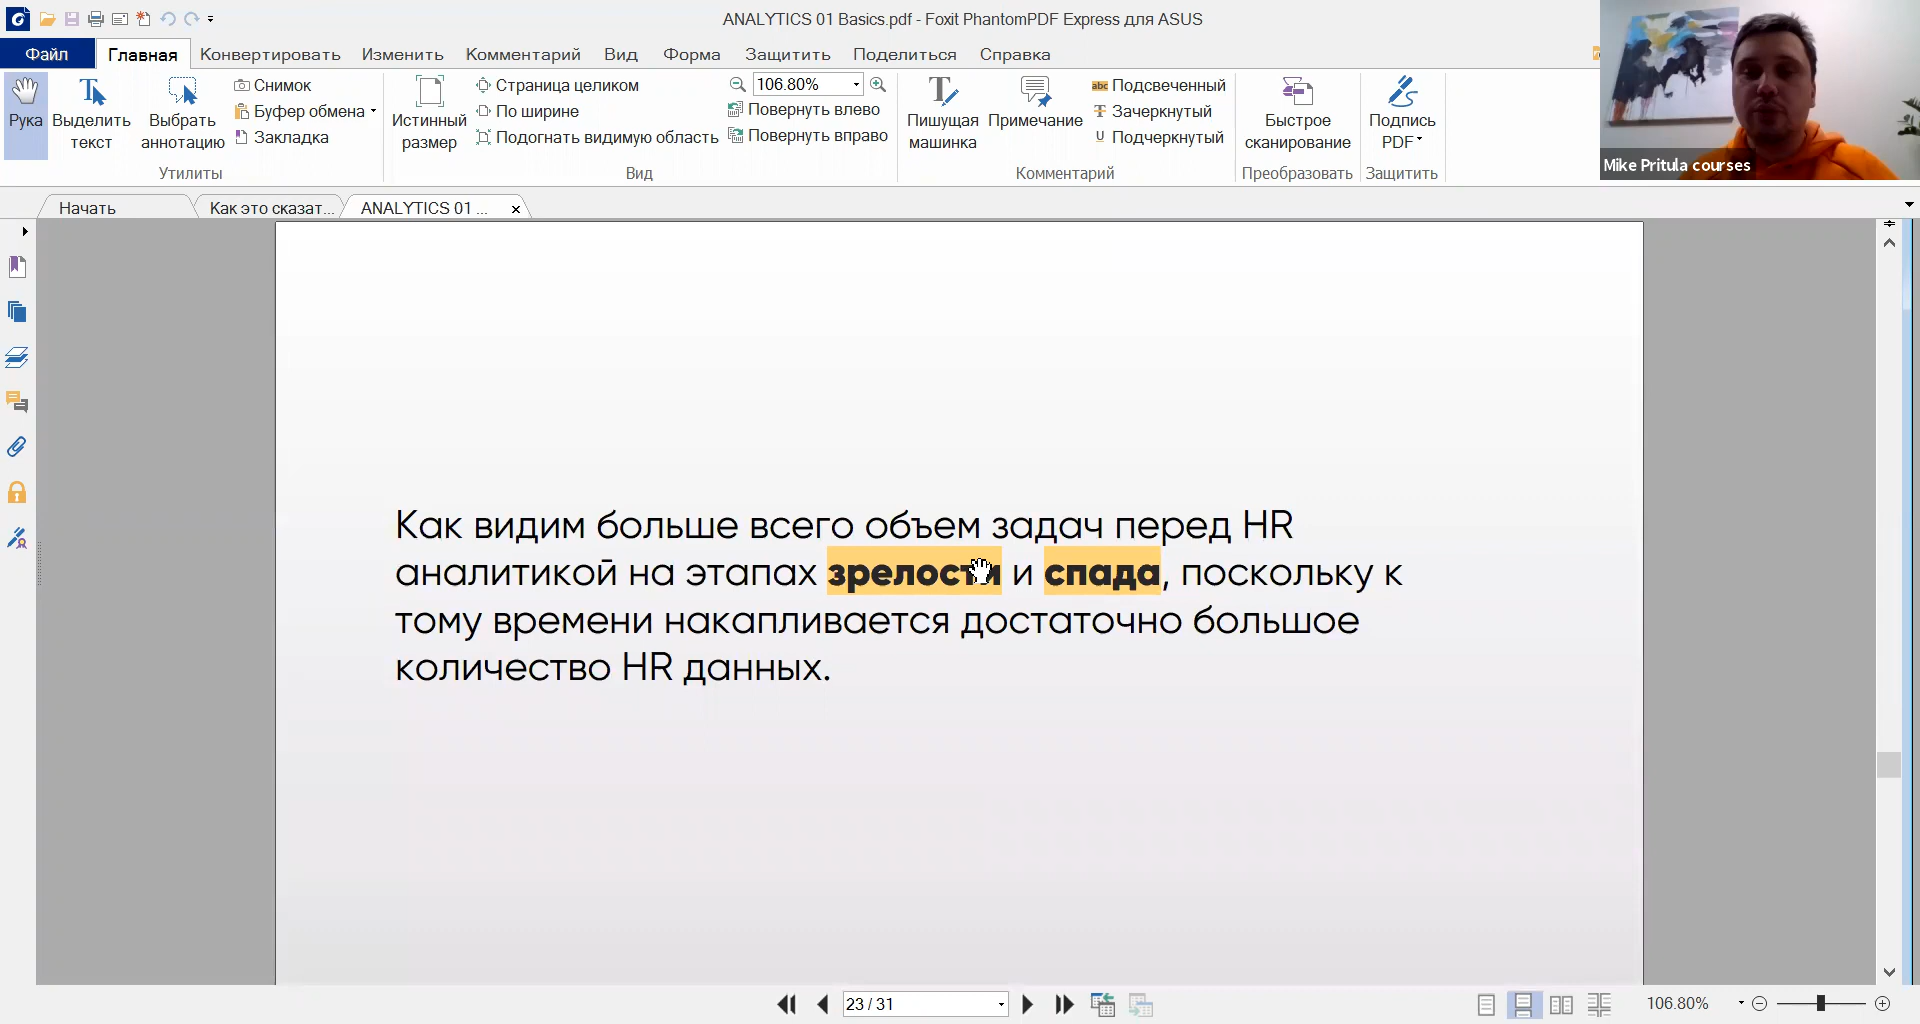 ANALYTICS 01 Basics.pdf - Foxit PhantomPDF Express для ASUS
Файл Главная Конвертировать Изменить Комментарий Вид Форма Защитить Поделиться Справка
Рука
Выделить текст
Выбрать аннотацию
Снимок
Буфер обмена
Закладка
Утилиты
Истинный размер
Страница целиком
По ширине
Подогнать видимую область
106.80%
Повернуть влево
Повернуть вправо
Вид
Пишущая машинка
Примечание
abc Подсвеченный
Зачеркнутый
Подчеркнутый
Комментарий
Быстрое сканирование
Преобразовать
Подпись PDF
Защитить
Mike Pritula courses
Начать Как это сказат... ANALYTICS 01 ...
Как видим больше всего объем задач перед HR
аналитикой на этапах зрелости и спада, поскольку к
тому времени накапливается достаточно большое
количество HR данных.
23 / 31
106.80%